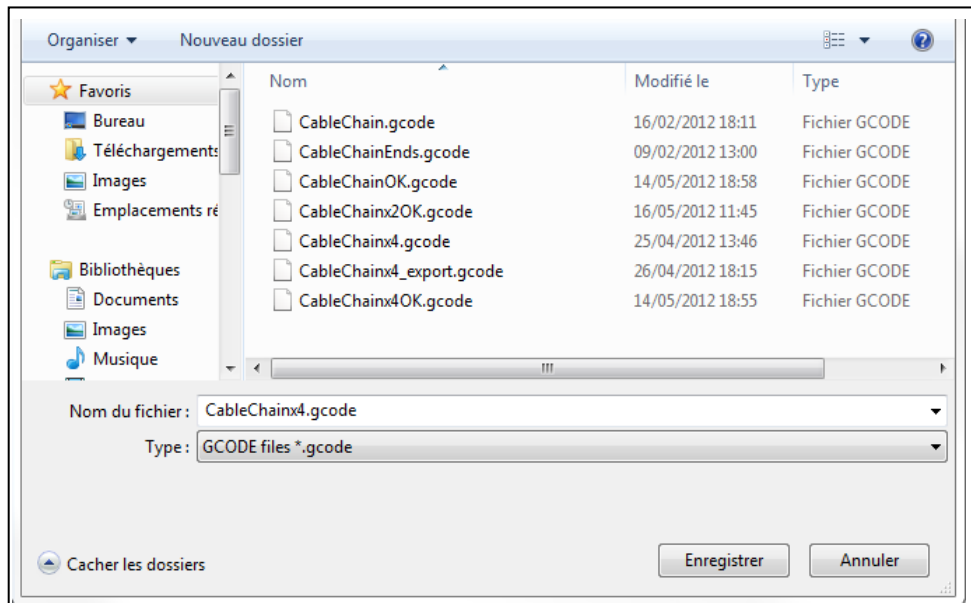 Organiser Nouveau dossier
Favoris
Bureau
Téléchargements
Images
Emplacements ré
Bibliothèques
Documents
Images
Musique
Nom Modifié le Type
CableChain.gcode 16/02/2012 18:11 Fichier GCODE
CableChainEnds.gcode 09/02/2012 13:00 Fichier GCODE
CableChainOK.gcode 14/05/2012 18:58 Fichier GCODE
CableChainx2OK.gcode 16/05/2012 11:45 Fichier GCODE
CableChainx4.gcode 25/04/2012 13:46 Fichier GCODE
CableChainx4_export.gcode 26/04/2012 18:15 Fichier GCODE
CableChainx4OK.gcode 14/05/2012 18:55 Fichier GCODE
Nom du fichier : CableChainx4.gcode
Type : GCODE files *.gcode
Cacher les dossiers Enregistrer Annuler